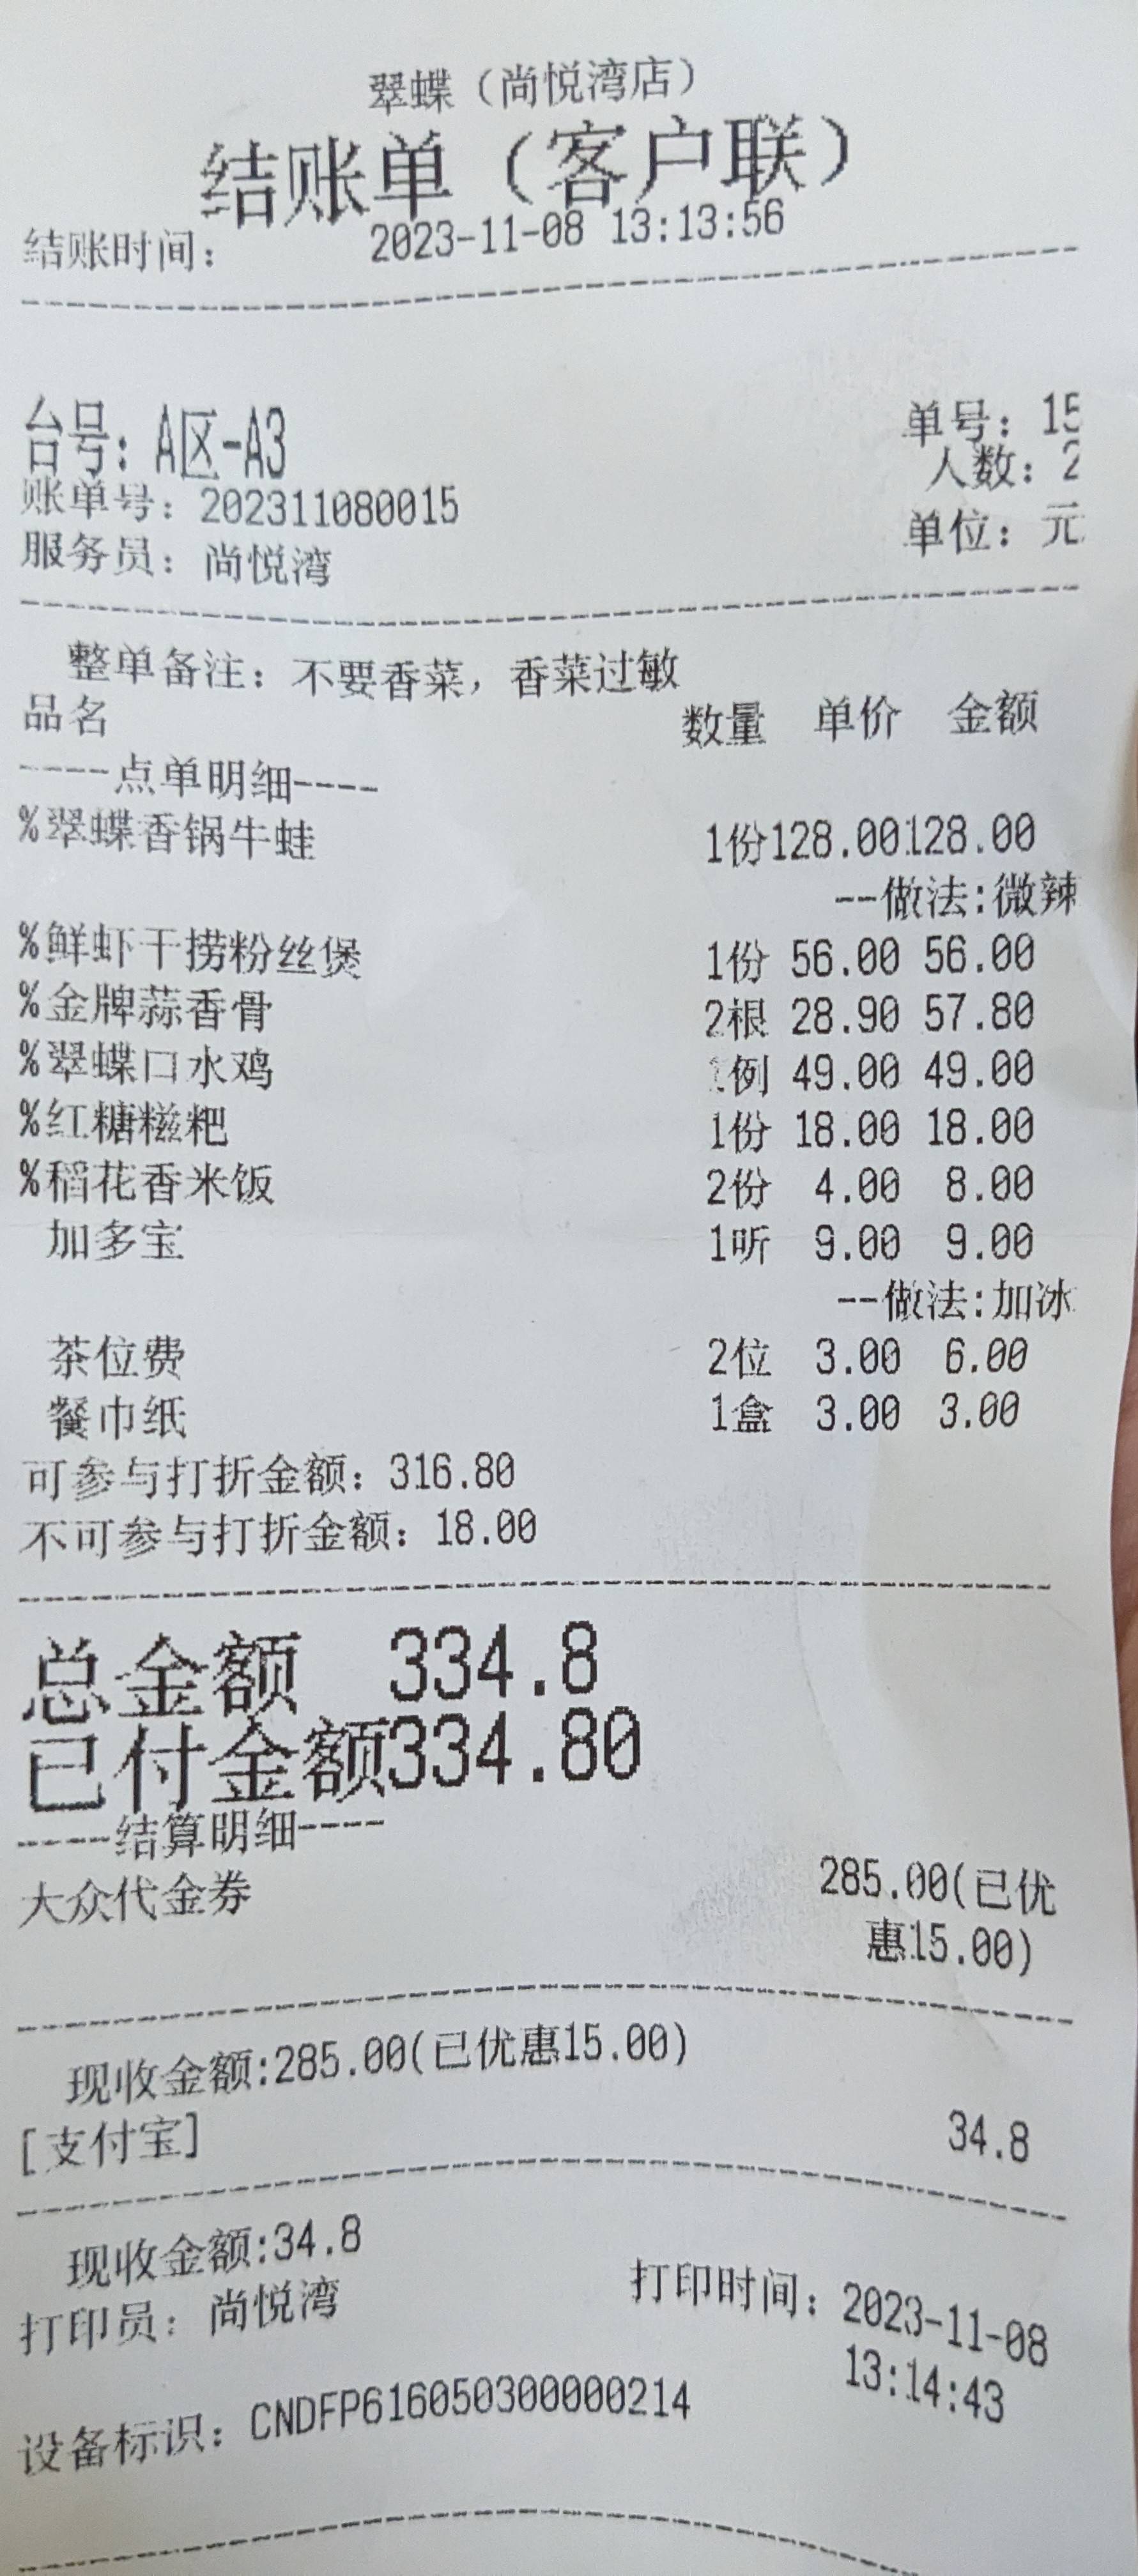 翠蝶（尚悦湾店）
结账单（客户联）
结账时间： 2023-11-08 13:13:56
台号：A区-A3 单号：15
账单号：202311080015 人数：2
服务员：尚悦湾 单位：元
整单备注：不要香菜，香菜过敏
品名 数量 单价 金额
----点单明细----
%翠蝶香锅牛蛙 1份128.00128.00
--做法:微辣
%鲜虾干捞粉丝煲 1份 56.00 56.00
%金牌蒜香骨 2根 28.90 57.80
%翠蝶口水鸡 1例 49.00 49.00
%红糖糍粑 1份 18.00 18.00
%稻花香米饭 2份 4.00 8.00
加多宝 1听 9.00 9.00
--做法:加冰
茶位费 2位 3.00 6.00
餐巾纸 1盒 3.00 3.00
可参与打折金额：316.80
不可参与打折金额：18.00
总金额 334.8
已付金额334.80
----结算明细----
大众代金券 285.00(已优
惠15.00)
现收金额:285.00(已优惠15.00)
[支付宝] 34.8
现收金额:34.8
打印员：尚悦湾 打印时间：2023-11-08
13:14:43
设备标识：CNDFP616050300000214